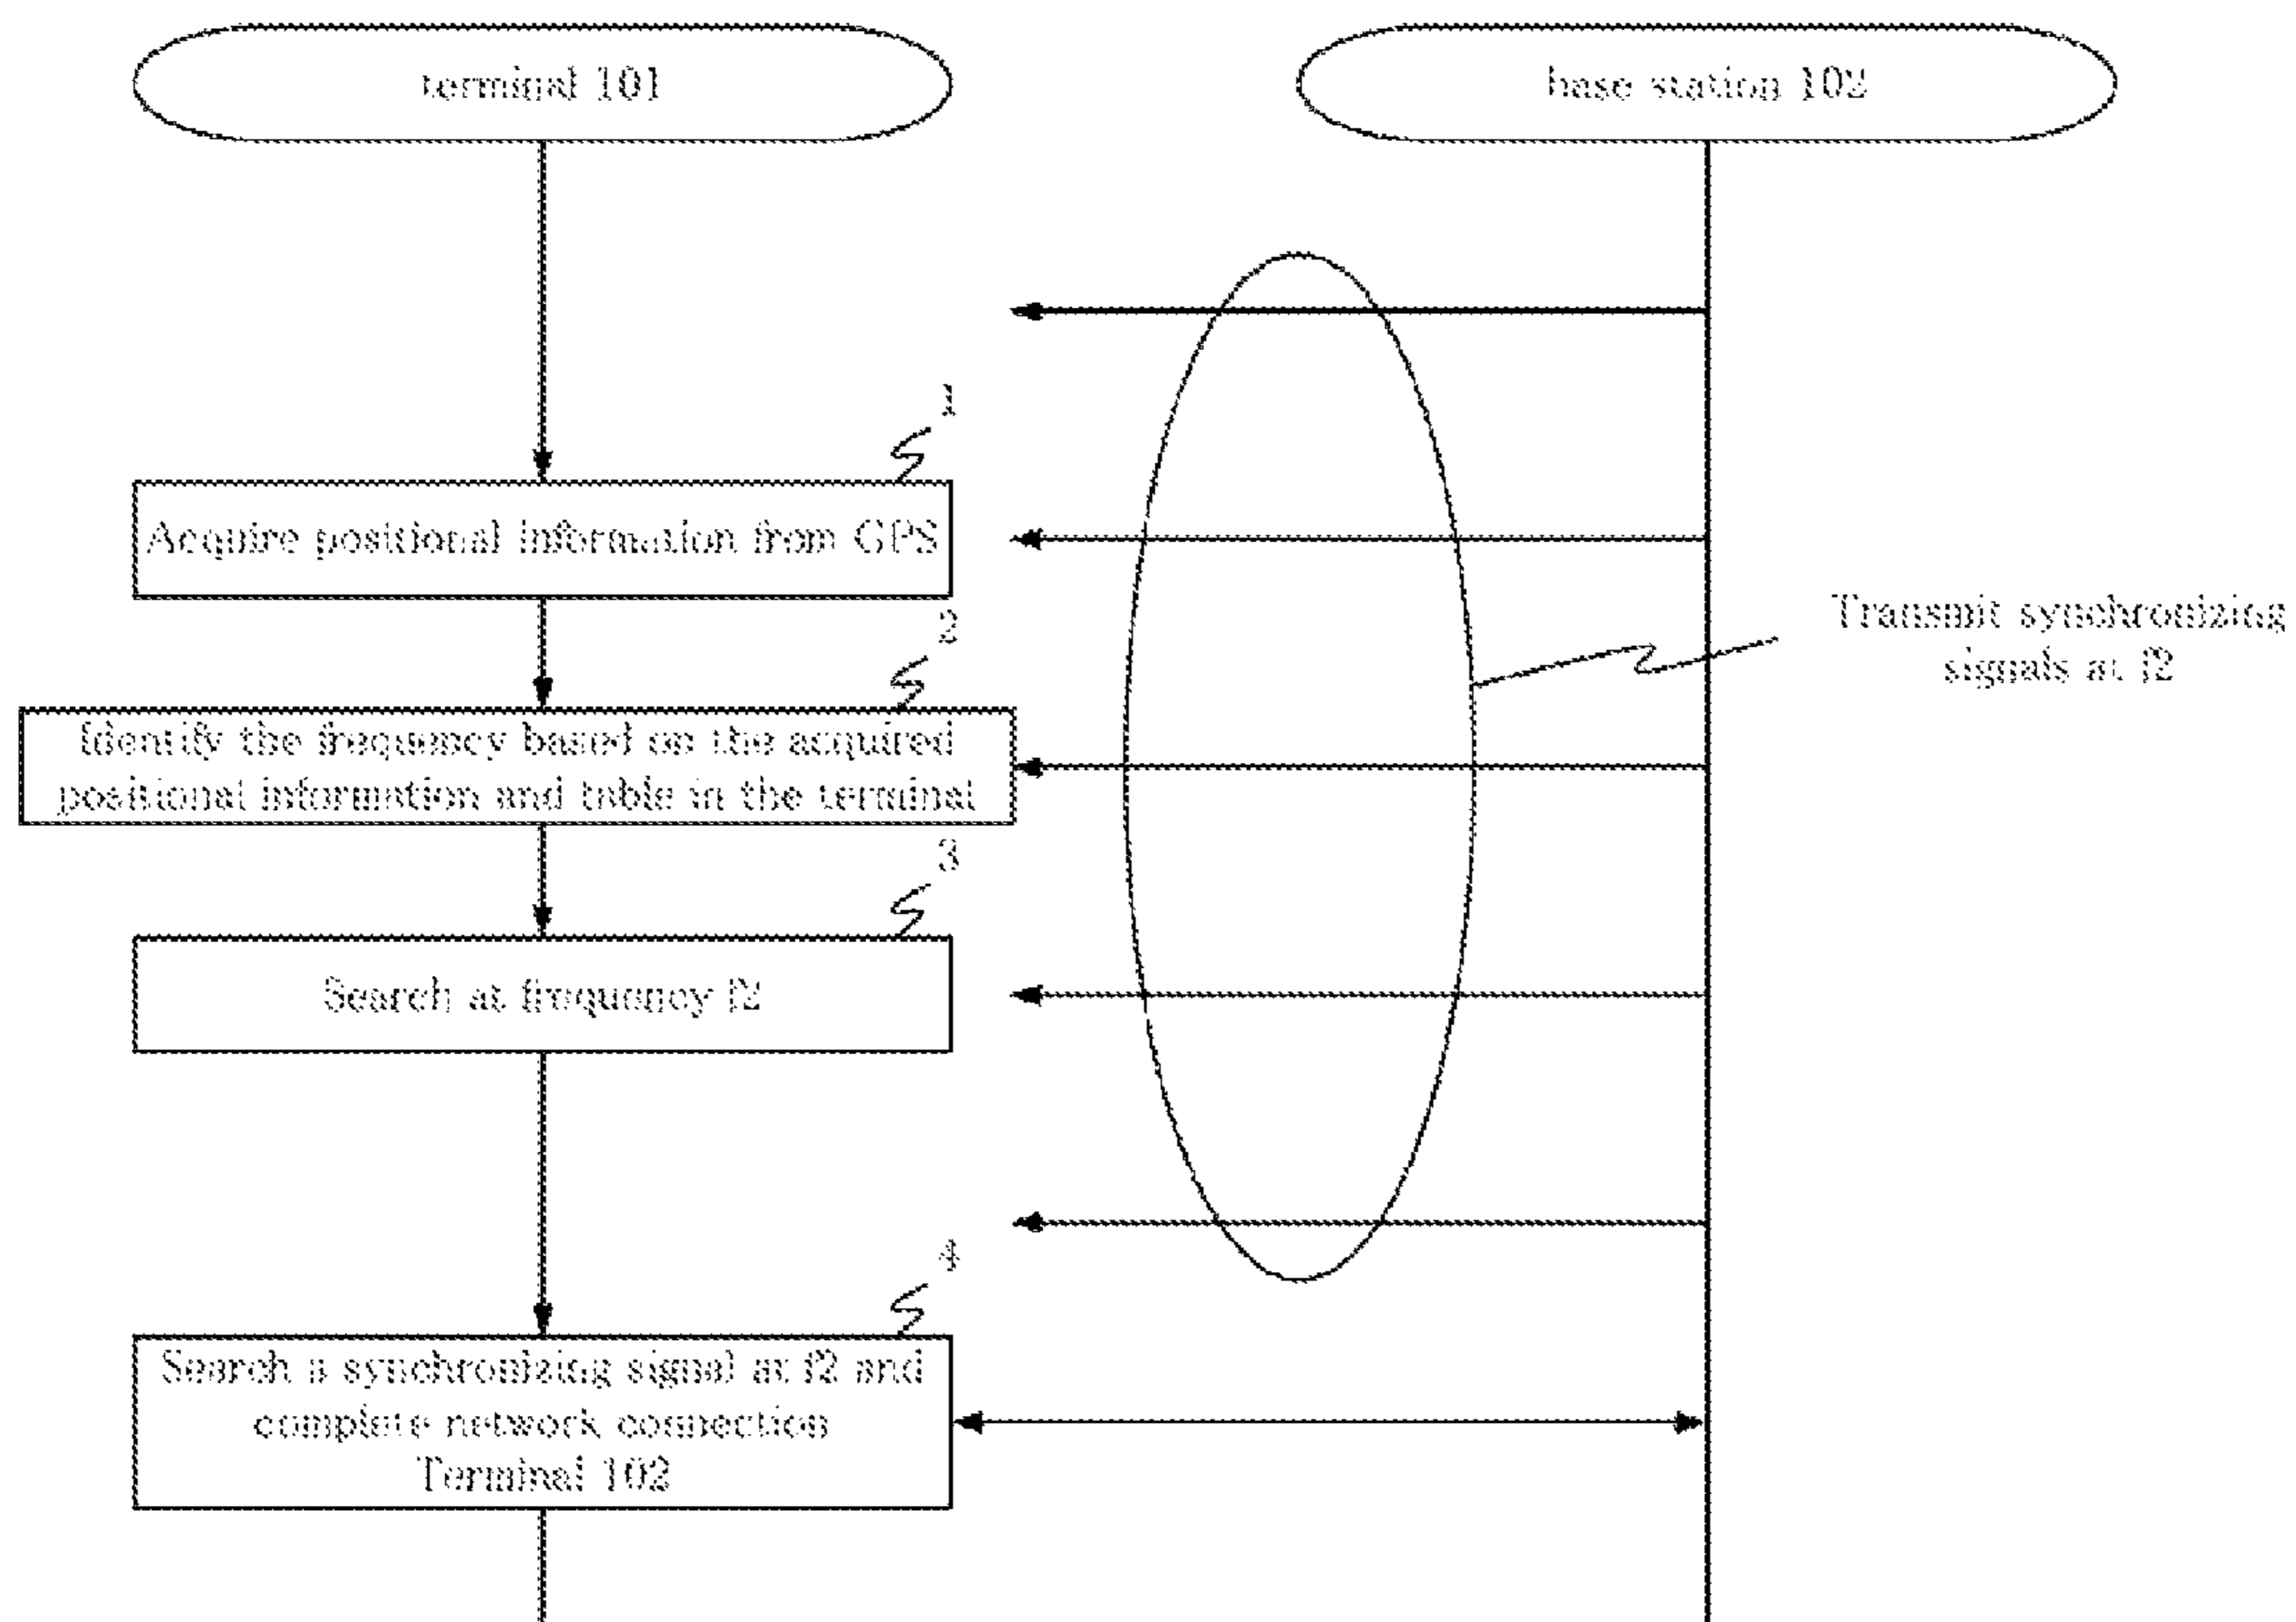 terminal 101
base station 102
1
Acquire positional information from GPS
2
Transmit synchronizing
signals at f2
Identify the frequency based on the acquired
positional information and table in the terminal
3
Search at frequency f2
4
Search a synchronizing signal at f2 and
complete network connection
Terminal 102